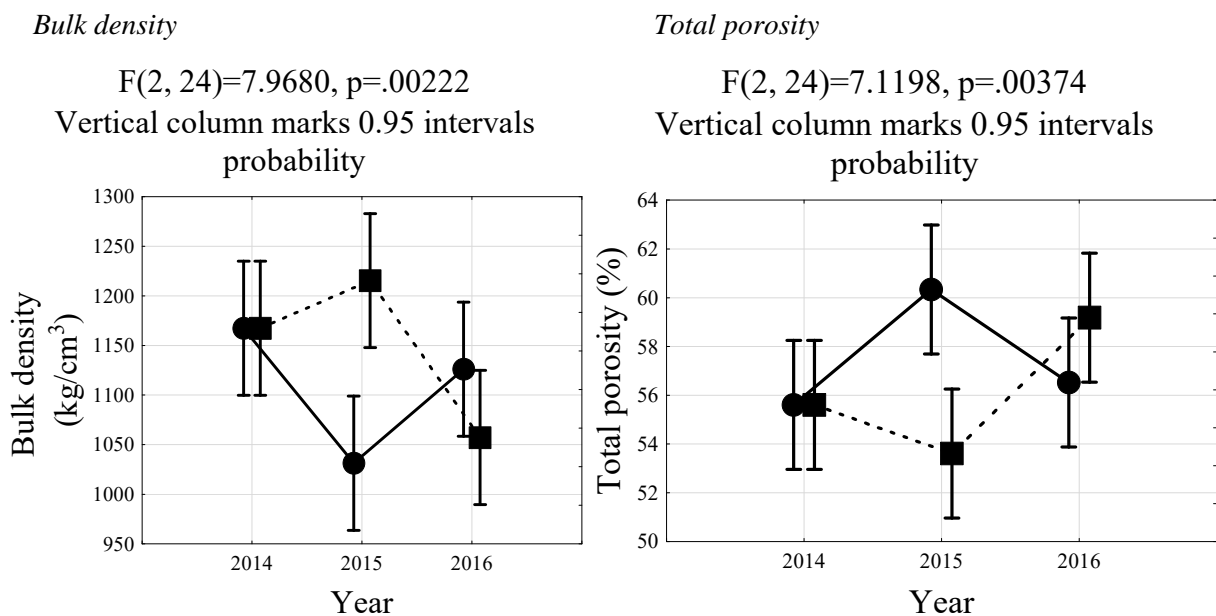 Bulk density
F(2, 24)=7.9680, p=.00222
Vertical column marks 0.95 intervals
probability
1300
1250
1200
1150
1100
1050
1000
950
Bulk density
(kg/cm³)
2014 2015 2016
Year
Total porosity
F(2, 24)=7.1198, p=.00374
Vertical column marks 0.95 intervals
probability
64
62
60
58
56
54
52
50
Total porosity (%)
2014 2015 2016
Year